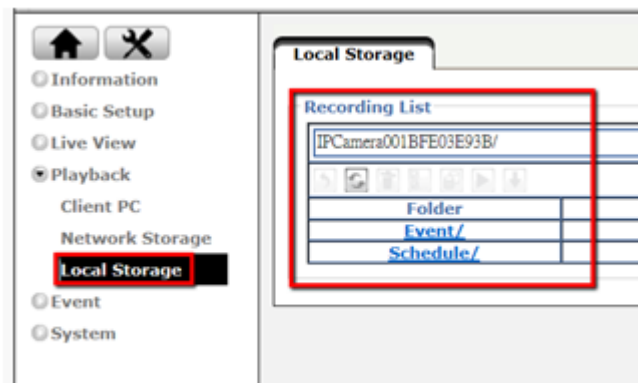 Information
Basic Setup
Live View
Playback
Client PC
Network Storage
Local Storage
Event
System
Local Storage
Recording List
IPCamera001BFE03E93B/
Folder
Event/
Schedule/